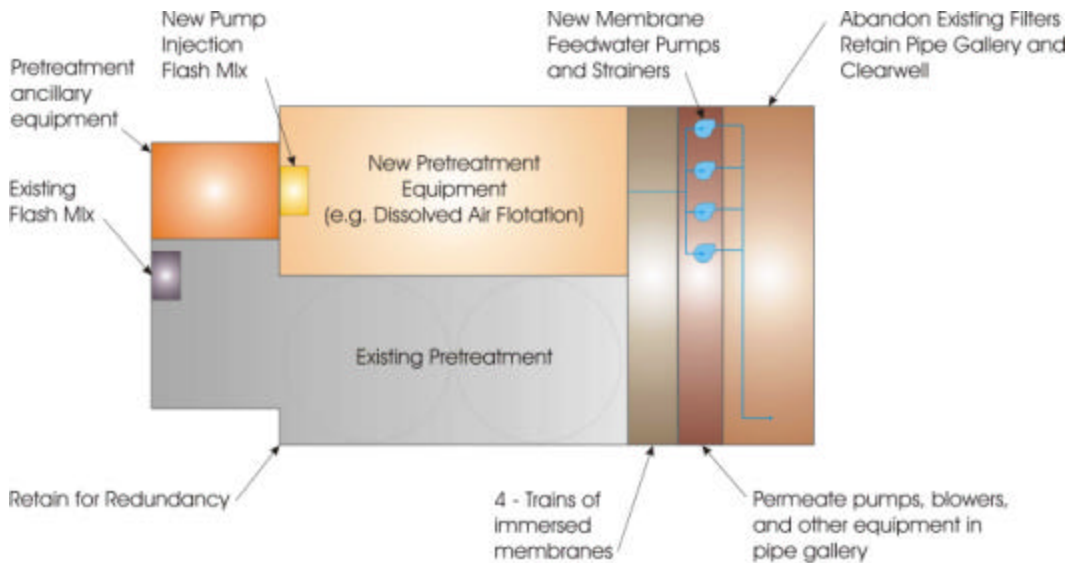 New Pump
Injection
Flash Mix
New Membrane
Feedwater Pumps
and Strainers
Abandon Existing Filters
Retain Pipe Gallery and
Clearwell
Pretreatment
ancillary
equipment
Existing
Flash Mix
New Pretreatment
Equipment
(e.g. Dissolved Air Flotation)
Existing Pretreatment
Retain for Redundancy
4 - Trains of
immersed
membranes
Permeate pumps, blowers,
and other equipment in
pipe gallery